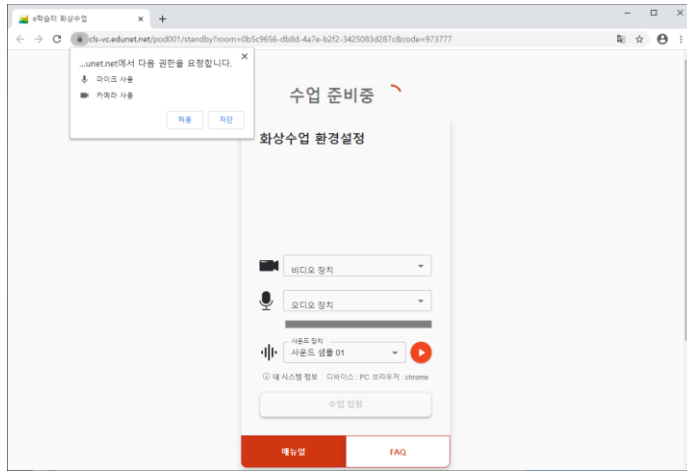 e학습터 화상수업
cls-vc.edunet.net/pod001/standby?room=0b5c9656-db8d-4a7e-b2f2-3425083d287c&code=973777
...unet.net에서 다음 권한을 요청합니다.
마이크 사용
카메라 사용
허용 차단
수업 준비중
화상수업 환경설정
비디오 장치
오디오 장치
사운드 장치
사운드 샘플 01
내 시스템 정보 디바이스 : PC 브라우저 : chrome
수업 입장
매뉴얼 FAQ